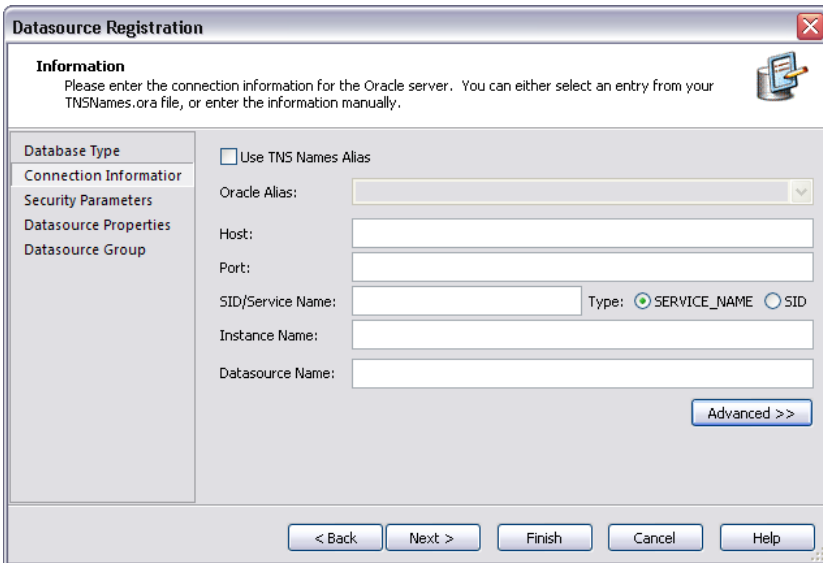 Datasource Registration
Information
Please enter the connection information for the Oracle server. You can either select an entry from your
TNSNames.ora file, or enter the information manually.
Database Type
Connection Informatior
Security Parameters
Datasource Properties
Datasource Group
Use TNS Names Alias
Oracle Alias:
Host:
Port:
SID/Service Name: Type: SERVICE_NAME SID
Instance Name:
Datasource Name:
Advanced >>
< Back Next > Finish Cancel Help